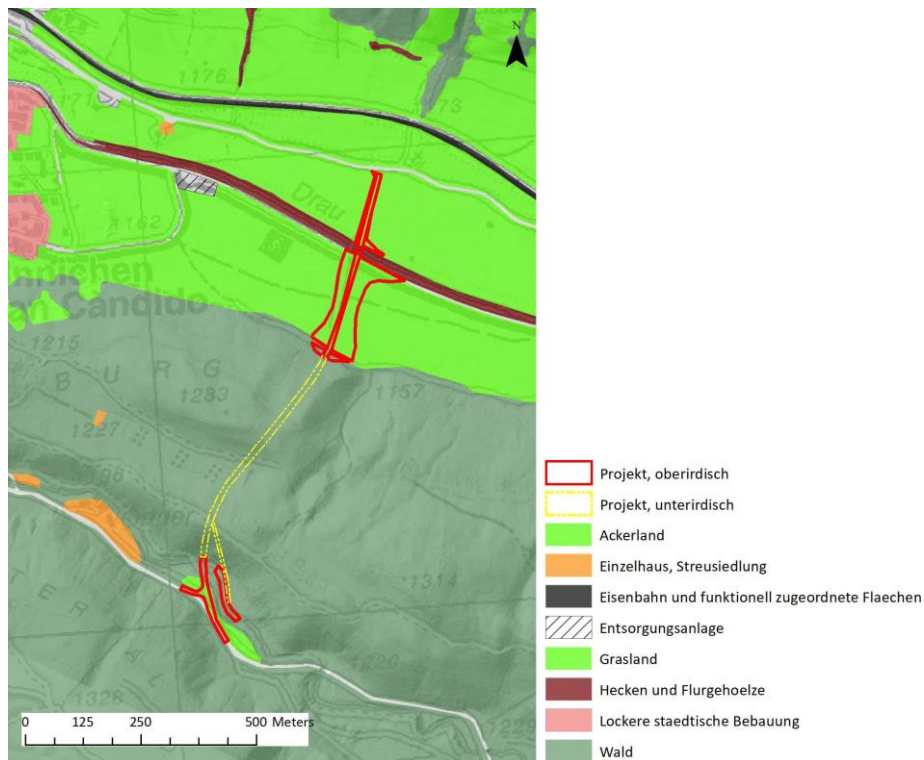 N
1176
1171
Drau
1162
an Candido
1215
BURG
1283
1157
1227
1314
1220
1328
0 125 250 500 Meters
Projekt, oberirdisch
Projekt, unterirdisch
Ackerland
Einzelhaus, Streusiedlung
Eisenbahn und funktionell zugeordnete Flaechen
Entsorgungsanlage
Grasland
Hecken und Flurgehoelze
Lockere staedtische Bebauung
Wald